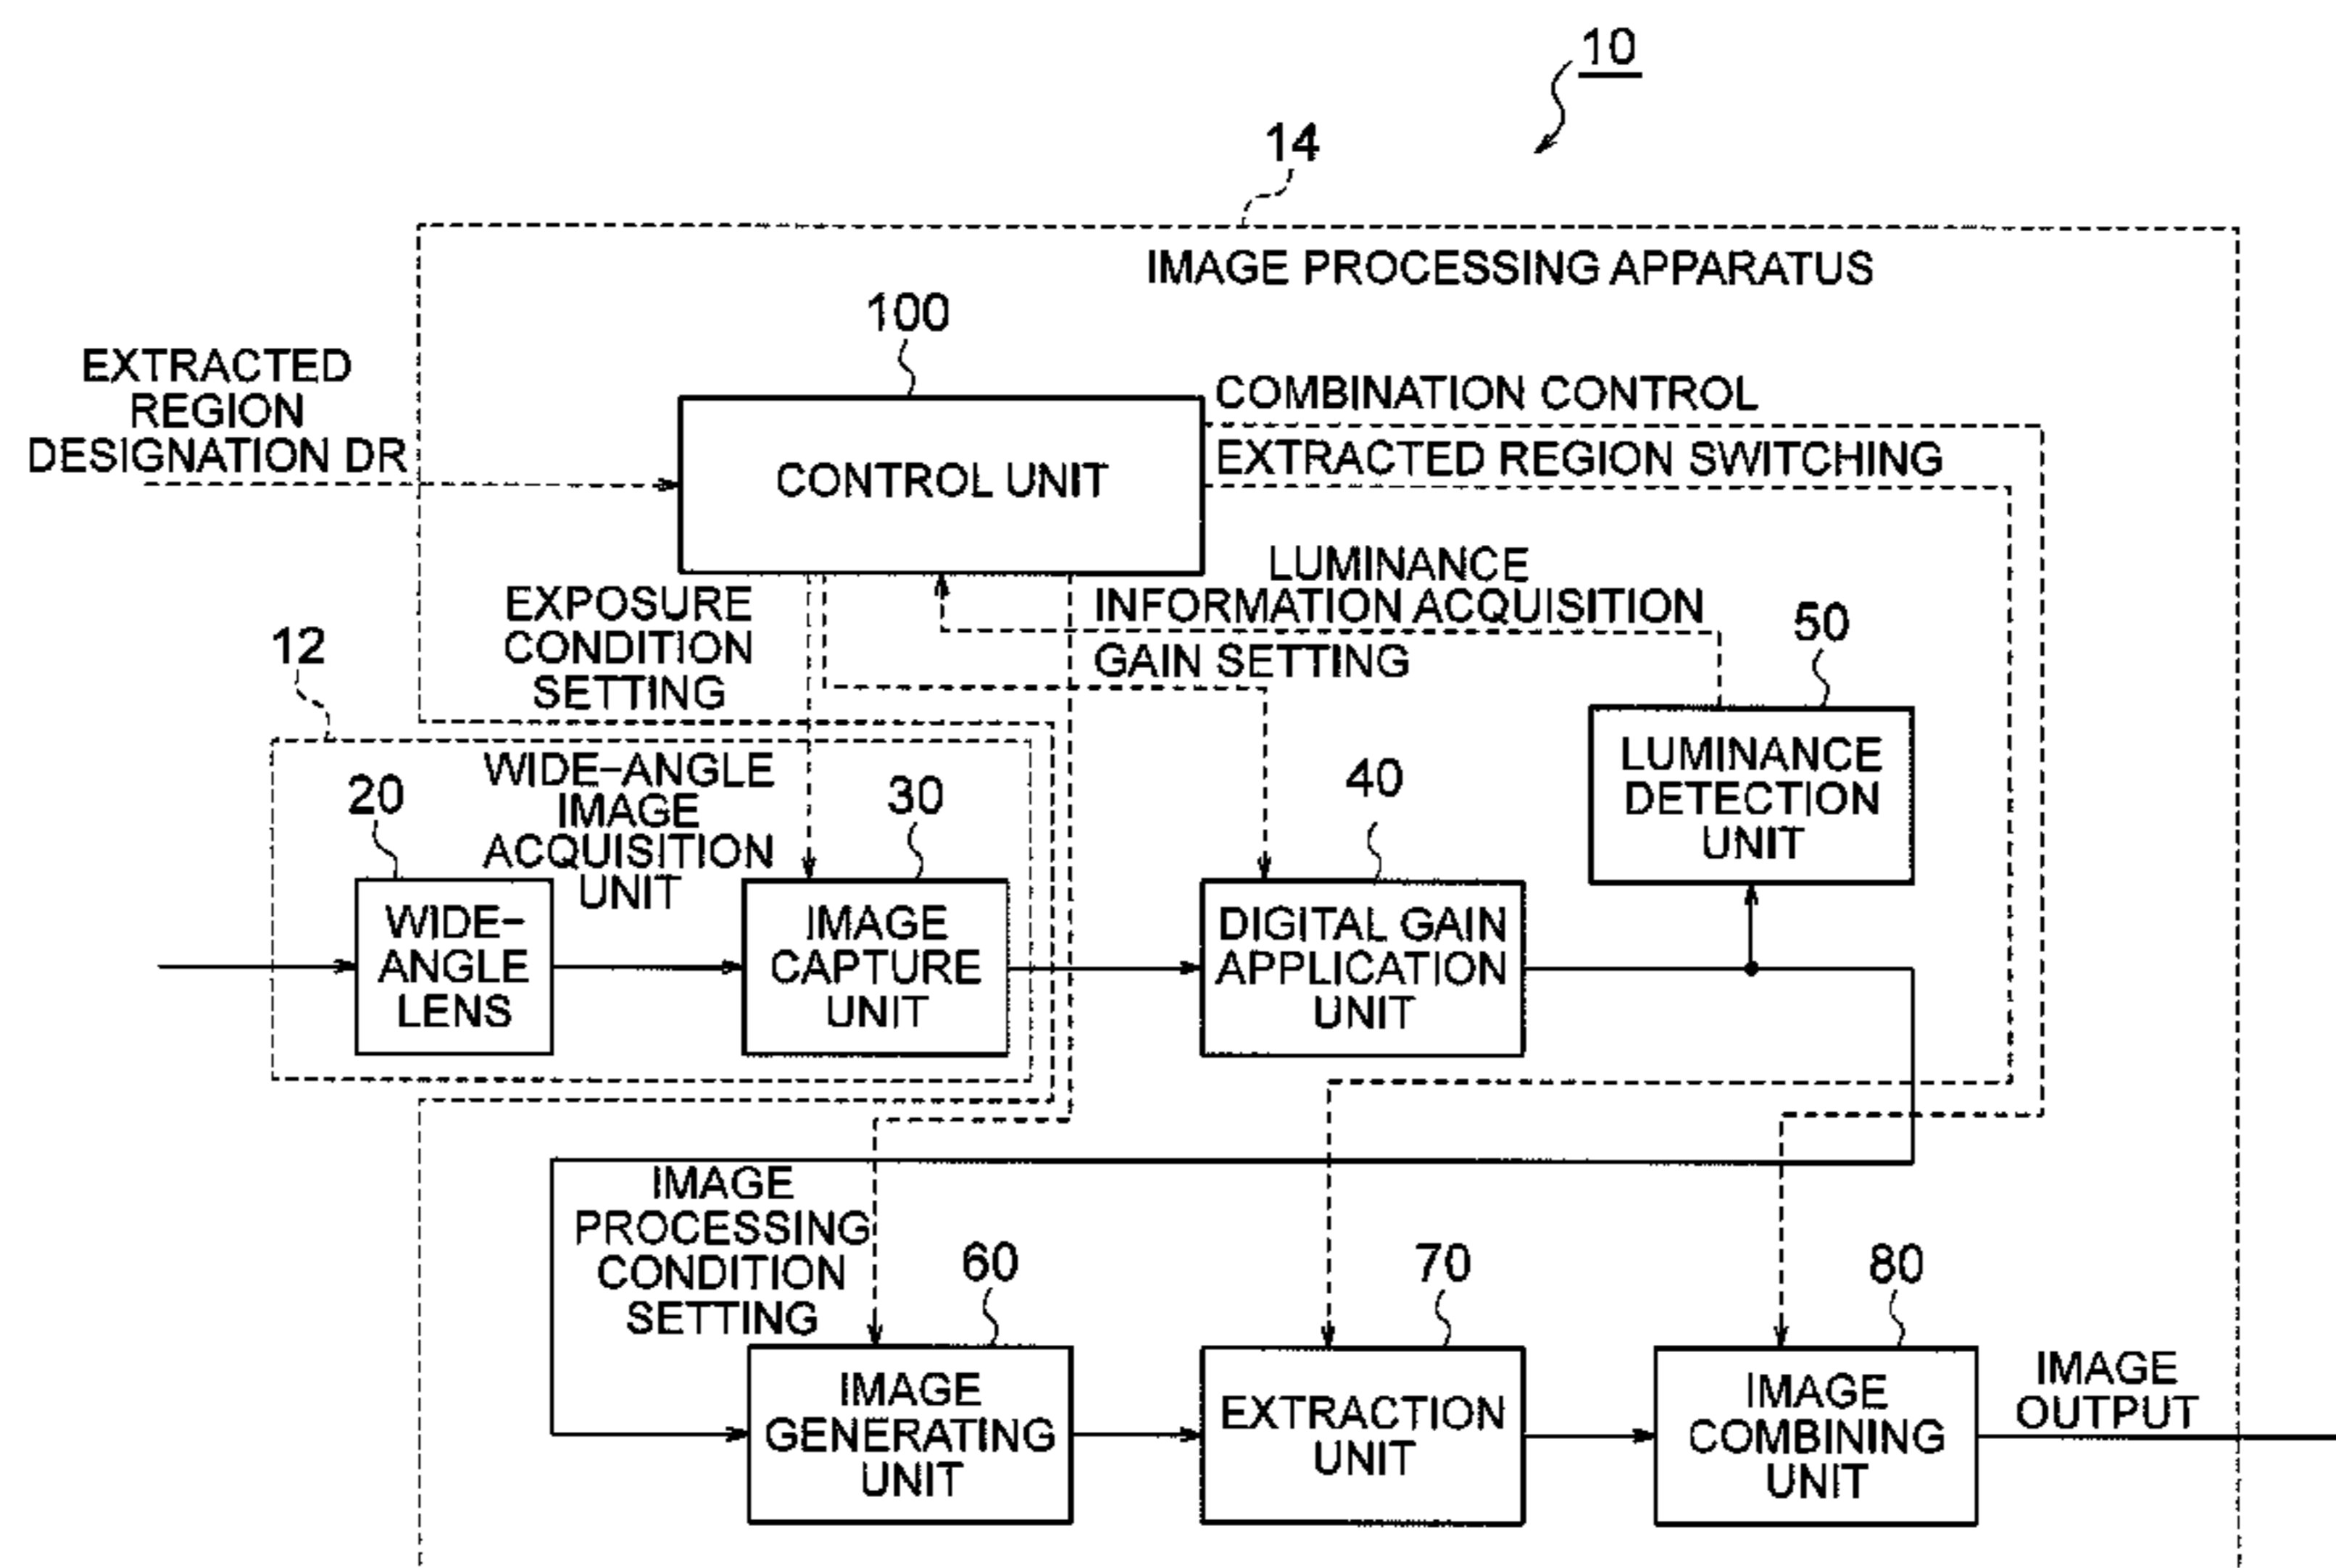 10
14
IMAGE PROCESSING APPARATUS
100
EXTRACTED
REGION
DESIGNATION DR
CONTROL UNIT
COMBINATION CONTROL
EXTRACTED REGION SWITCHING
EXPOSURE
CONDITION
SETTING
LUMINANCE
INFORMATION ACQUISITION
GAIN SETTING
50
LUMINANCE
DETECTION
UNIT
12
WIDE-ANGLE
IMAGE
ACQUISITION
UNIT
20
WIDE-
ANGLE
LENS
30
IMAGE
CAPTURE
UNIT
40
DIGITAL GAIN
APPLICATION
UNIT
IMAGE
PROCESSING
CONDITION
SETTING
60
IMAGE
GENERATING
UNIT
70
EXTRACTION
UNIT
80
IMAGE
COMBINING
UNIT
IMAGE
OUTPUT